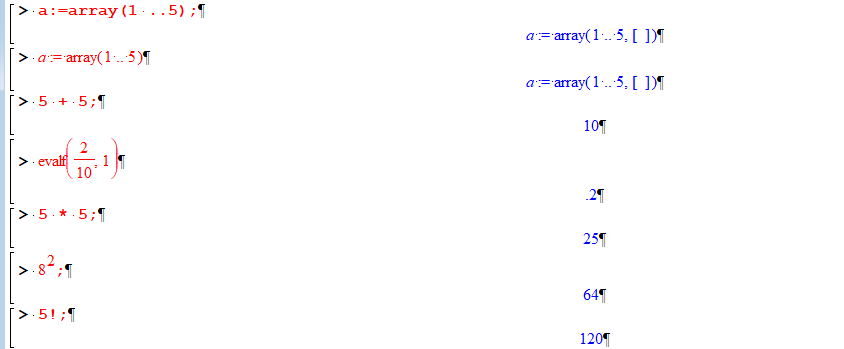 > a:=array(1 ..5);¶
a := array(1 .. 5, [ ])¶
> a := array(1 .. 5)¶
a := array(1 .. 5, [ ])¶
> 5 + 5;¶
10¶
> evalf(2/10, 1)¶
.2¶
> 5 * 5;¶
25¶
> 8^2;¶
64¶
> 5!;¶
120¶